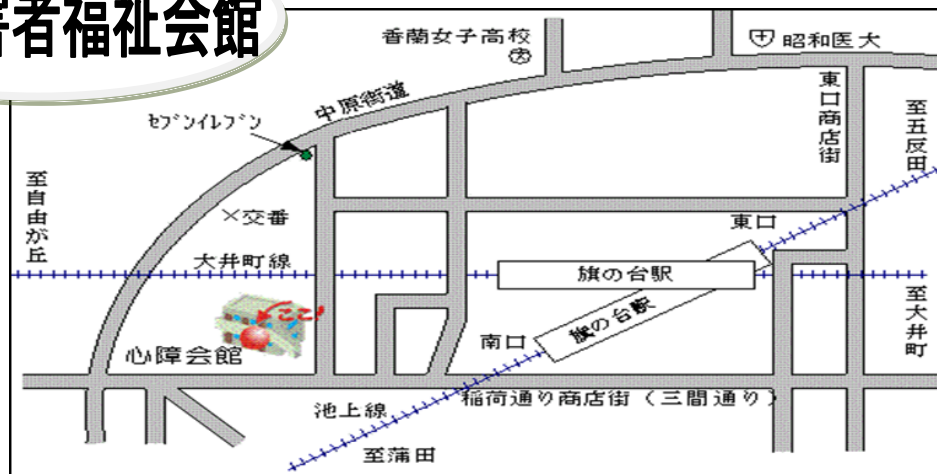 害者福祉会館
香蘭女子高校
昭和医大
中原街道
ｾﾌﾞﾝｲﾚﾌﾞﾝ
東口商店街
至五反田
至自由が丘
×交番
東口
大井町線
旗の台駅
旗の台駅
ここ!
至大井町
南口
心障会館
稲荷通り商店街（三間通り）
池上線
至蒲田